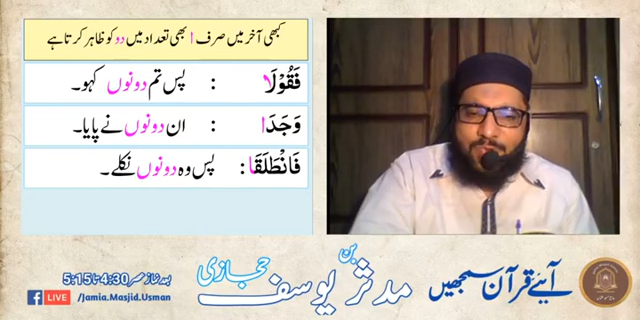 کبھی آخر میں صرف ا بھی تعداد میں دو کو ظاہر کرتا ہے
فَقُوْلَا : پس تم دونوں کہو۔
وَجَدَا : ان دونوں نے پایا۔
فَانْطَلَقَا : پس وہ دونوں نکلے۔
آیئے قرآن سمجھیں
مدثر بن یوسف حجازی
بعد نماز عصر 4:30 تا 5:15
LIVE /Jamia.Masjid.Usman